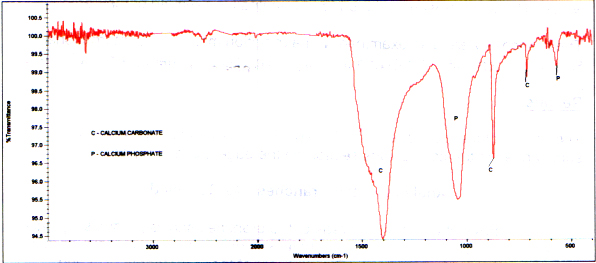 100.5
100.0
99.5
99.0
98.5
98.0
97.5
97.0
96.5
96.0
95.5
95.0
94.5
%Transmittance
C - CALCIUM CARBONATE
P - CALCIUM PHOSPHATE
C
P
C
C
P
3000 2500 2000 1500 1000 500
Wavenumbers (cm-1)